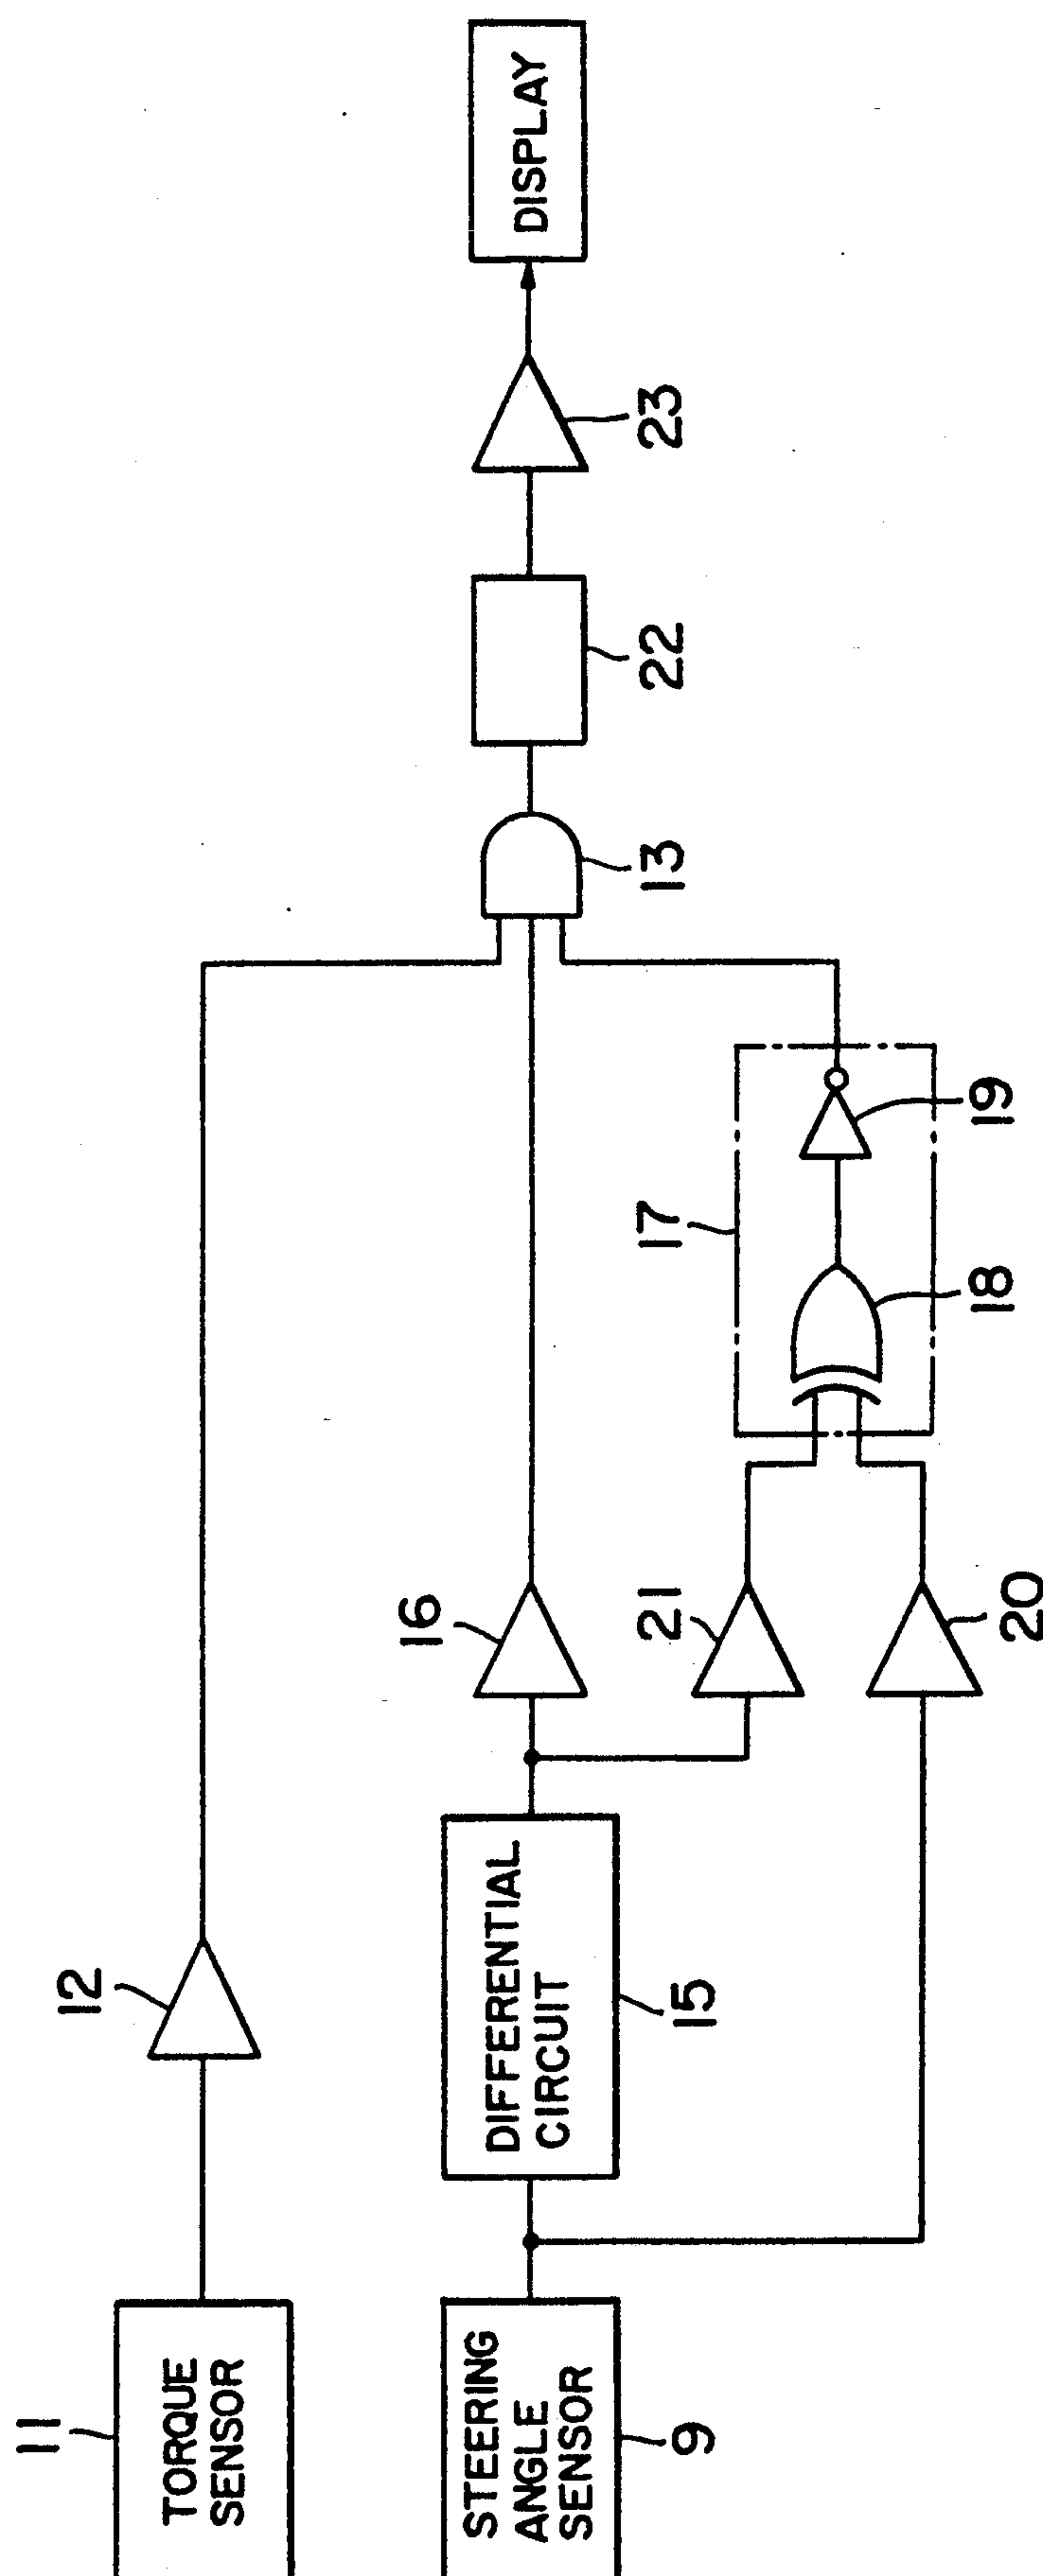 11
TORQUE
SENSOR
12
STEERING
ANGLE
SENSOR
9
DIFFERENTIAL
CIRCUIT
15
16
21
20
17
18
19
13
22
23
DISPLAY